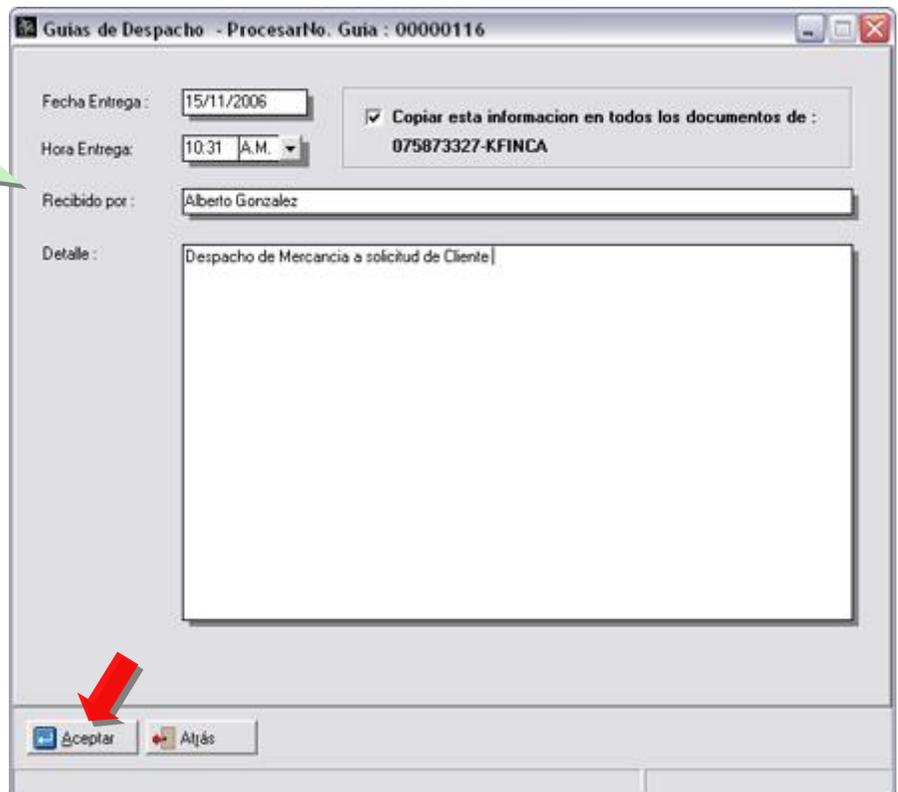 Guias de Despacho - ProcesarNo. Guia : 00000116
Fecha Entrega : 15/11/2006
Copiar esta informacion en todos los documentos de :
075873327-KFINCA
Hora Entrega: 10:31 A.M.
Recibido por : Alberto Gonzalez
Detalle : Despacho de Mercancia a solicitud de Cliente
Aceptar Atrás